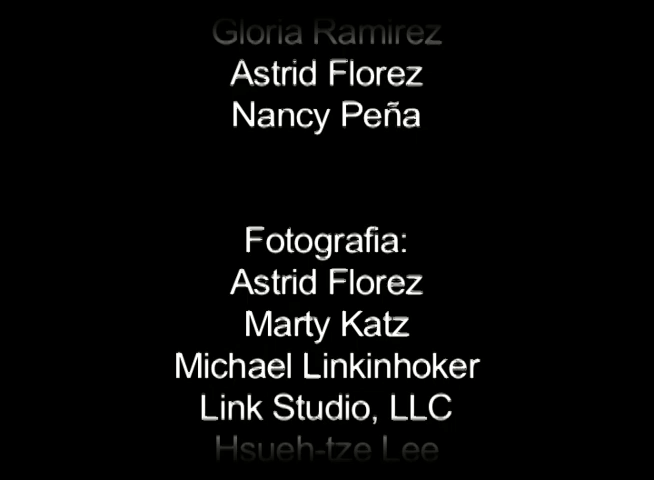 Gloria Ramirez
Astrid Florez
Nancy Peña
Fotografia:
Astrid Florez
Marty Katz
Michael Linkinhoker
Link Studio, LLC
Hsueh-tze Lee